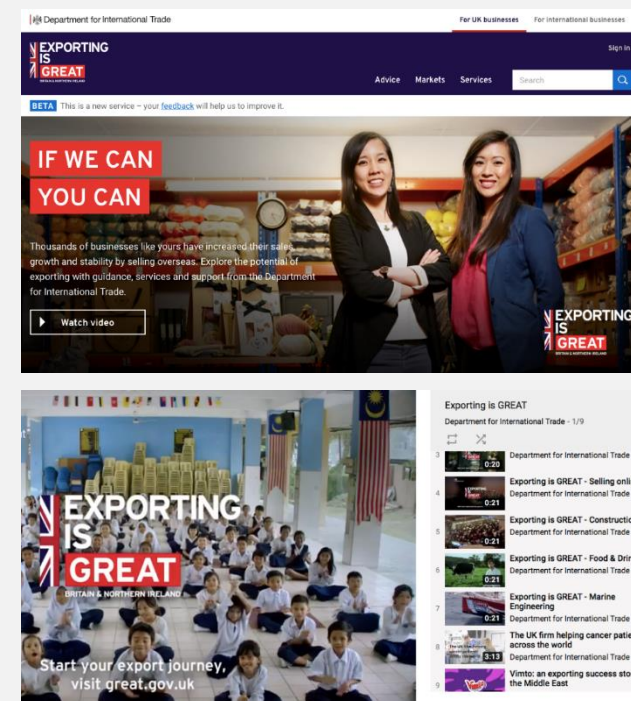 Department for International Trade
For UK businesses
For international businesses
EXPORTING
IS
GREAT
BRITAIN & NORTHERN IRELAND
Sign in
Advice
Markets
Services
Search
BETA This is a new service – your feedback will help us to improve it.
IF WE CAN
YOU CAN
Thousands of businesses like yours have increased their sales,
growth and stability by selling overseas. Explore the potential of
exporting with guidance, services and support from the Department
for International Trade.
Watch video
EXPORTING
IS
GREAT
BRITAIN & NORTHERN IRELAND
EXPORTING
IS
GREAT
BRITAIN & NORTHERN IRELAND
Start your export journey,
visit great.gov.uk
Exporting is GREAT
Department for International Trade - 1/9
3
0:20
Department for International Trade
Exporting is GREAT - Selling onli
4
0:21
Department for International Trade
Exporting is GREAT - Constructio
5
0:21
Department for International Trade
Exporting is GREAT - Food & Drin
6
0:21
Department for International Trade
Exporting is GREAT - Marine
Engineering
7
0:21
Department for International Trade
The UK firm helping cancer patie
across the world
8
3:13
Department for International Trade
Vimto: an exporting success sto
the Middle East
9
Vimto